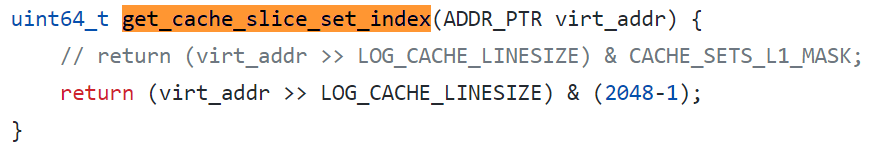 uint64_t get_cache_slice_set_index(ADDR_PTR virt_addr) {
    // return (virt_addr >> LOG_CACHE_LINESIZE) & CACHE_SETS_L1_MASK;
    return (virt_addr >> LOG_CACHE_LINESIZE) & (2048-1);
}